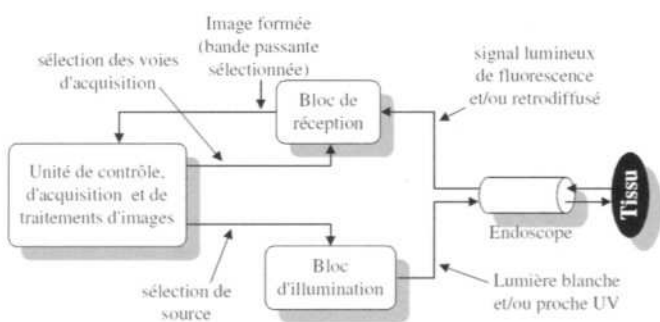 Image formée
(bande passante
sélectionnée)
sélection des voies
d'acquisition
signal lumineux
de fluorescence
et/ou retrodiffusé
Bloc de
réception
Unité de contrôle,
d'acquisition et de
traitements d'images
Tissu
Endoscope
Bloc
d'illumination
sélection de
source
Lumière blanche
et/ou proche UV